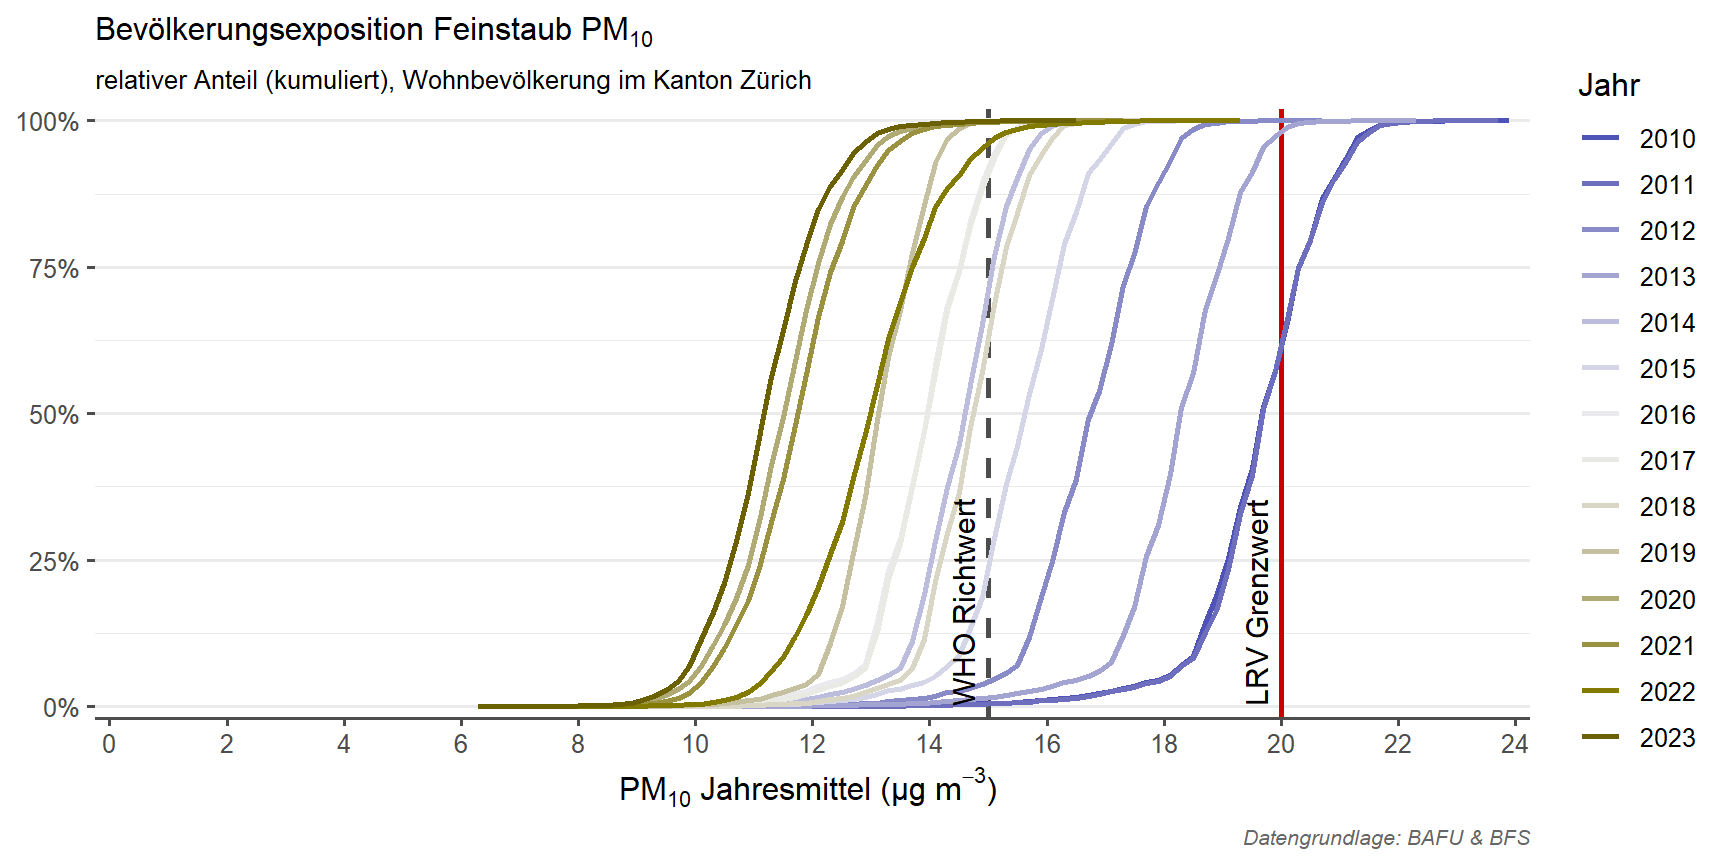 Bevölkerungsexposition Feinstaub PM₁₀
relativer Anteil (kumuliert), Wohnbevölkerung im Kanton Zürich
100%
75%
50%
25%
0%
WHO Richtwert
LRV Grenzwert
0 2 4 6 8 10 12 14 16 18 20 22 24
PM₁₀ Jahresmittel (µg m⁻³)
Jahr
2010
2011
2012
2013
2014
2015
2016
2017
2018
2019
2020
2021
2022
2023
Datengrundlage: BAFU & BFS